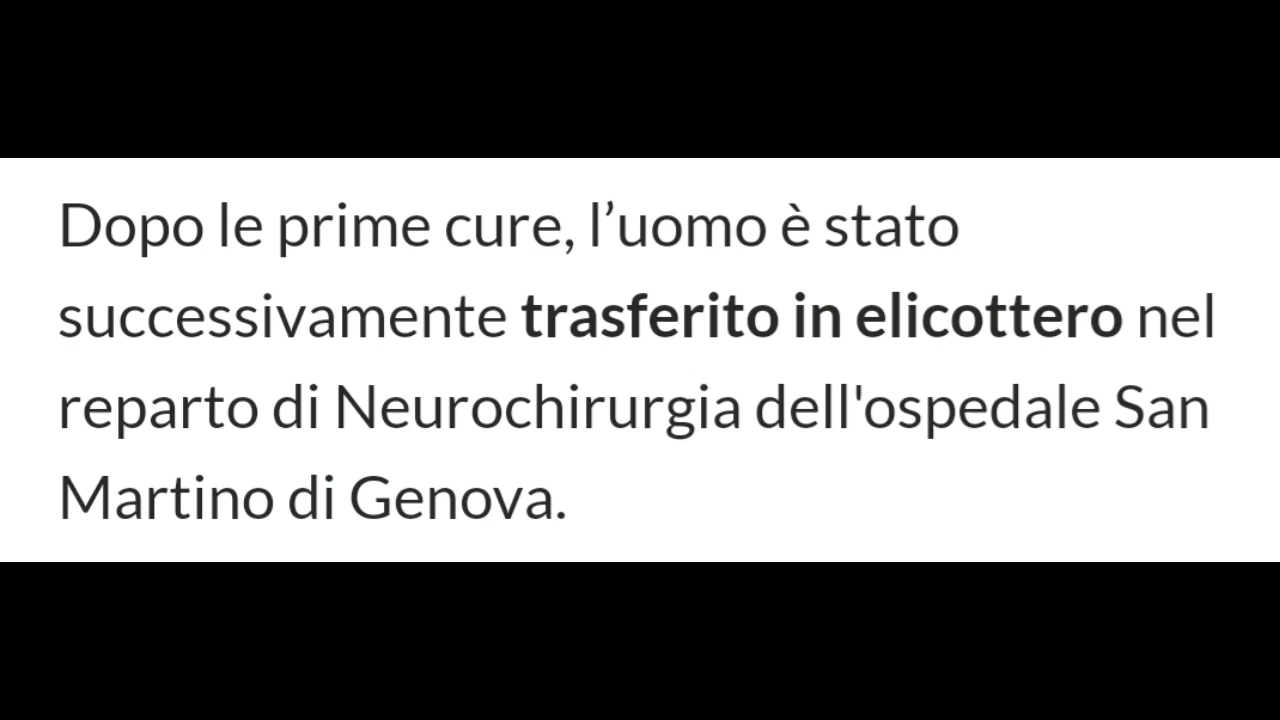 Dopo le prime cure, l’uomo è stato
successivamente trasferito in elicottero nel
reparto di Neurochirurgia dell'ospedale San
Martino di Genova.